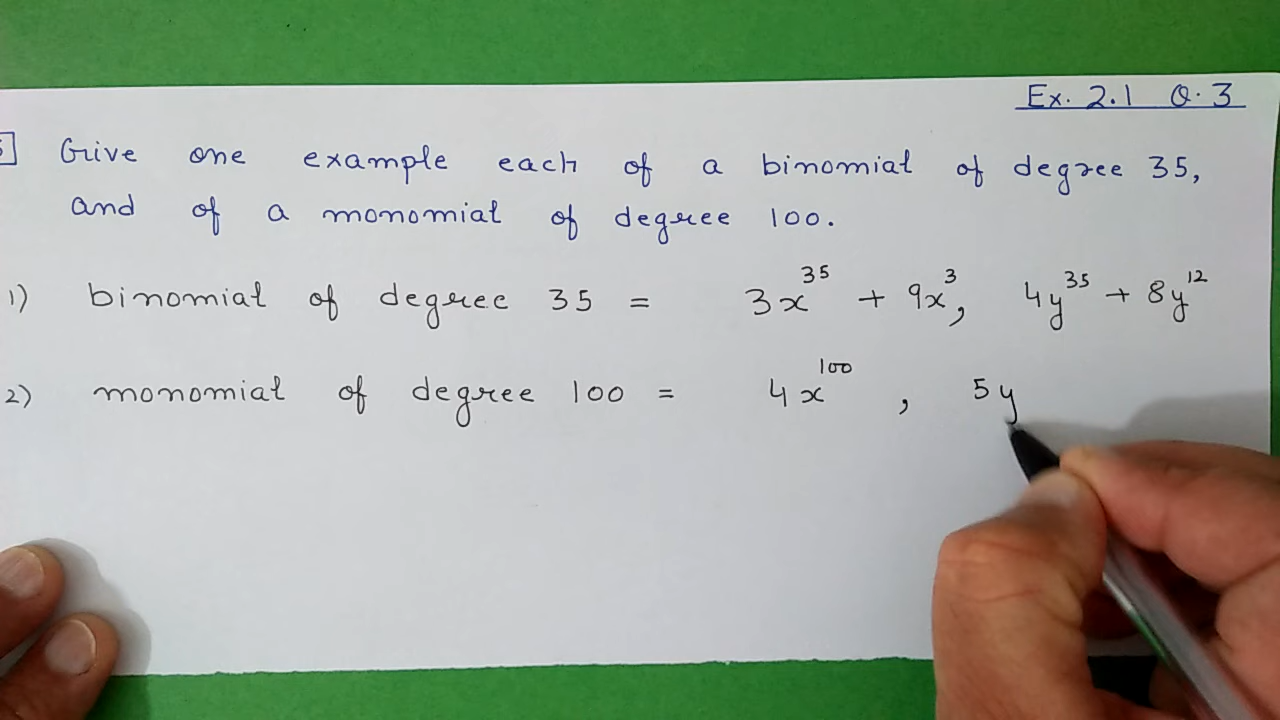 Ex. 2.1 Q.3
Give one example each of a binomial of degree 35,
and of a monomial of degree 100.
1) binomial of degree 35 = 3x³⁵ + 9x³, 4y³⁵ + 8y¹²
2) monomial of degree 100 = 4x¹⁰⁰ , 5y